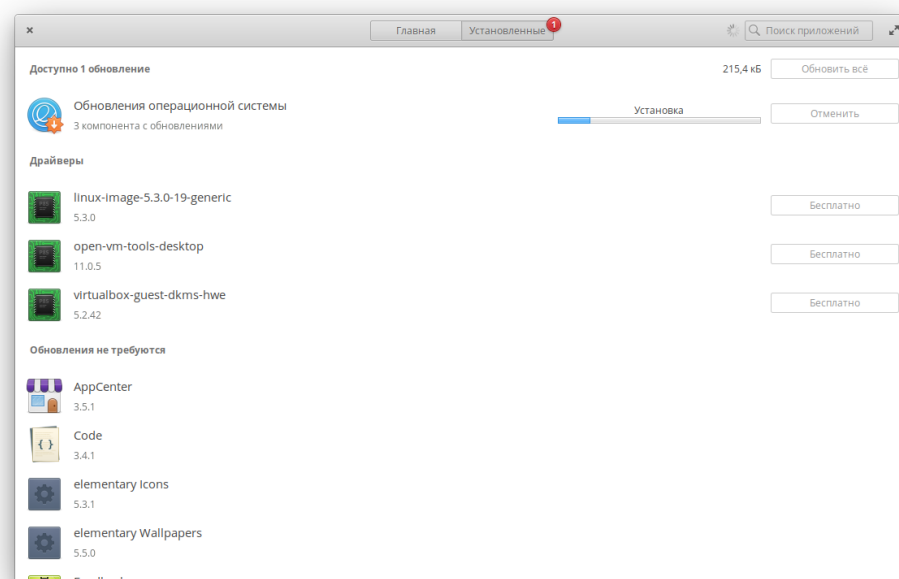 Главная
Установленные
1
Поиск приложений
Доступно 1 обновление
215,4 кБ
Обновить всё
Обновления операционной системы
3 компонента с обновлениями
Установка
Отменить
Драйверы
linux-image-5.3.0-19-generic
5.3.0
Бесплатно
open-vm-tools-desktop
11.0.5
Бесплатно
virtualbox-guest-dkms-hwe
5.2.42
Бесплатно
Обновления не требуются
AppCenter
3.5.1
{ }
Code
3.4.1
elementary Icons
5.3.1
elementary Wallpapers
5.5.0